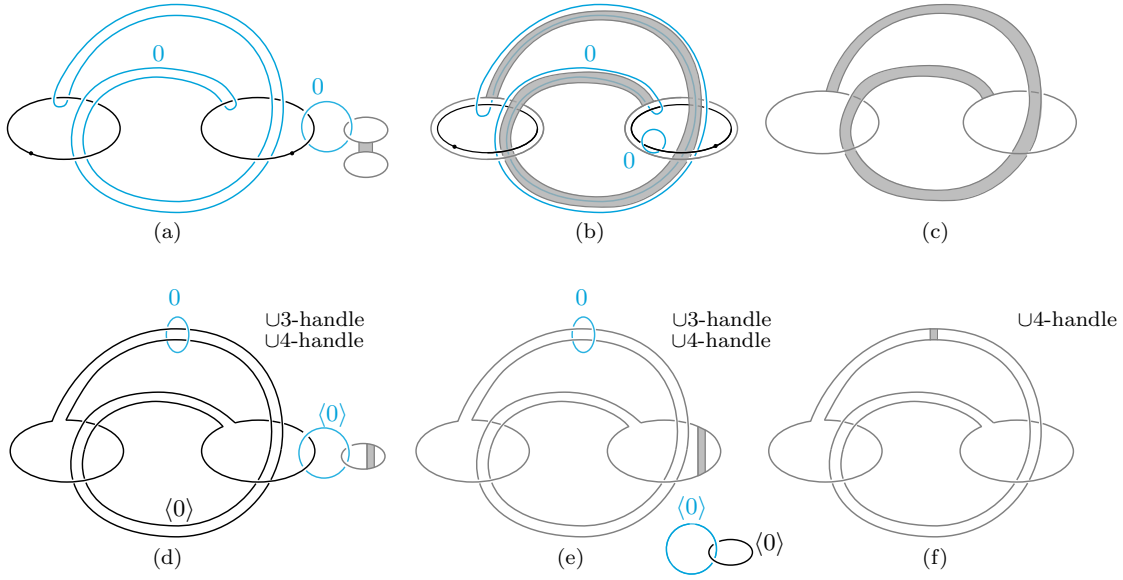 0
0
0
(a)
0
0
(b)
(c)
0
∪3-handle
∪4-handle
⟨0⟩
⟨0⟩
(d)
0
∪3-handle
∪4-handle
⟨0⟩
⟨0⟩
(e)
∪4-handle
(f)